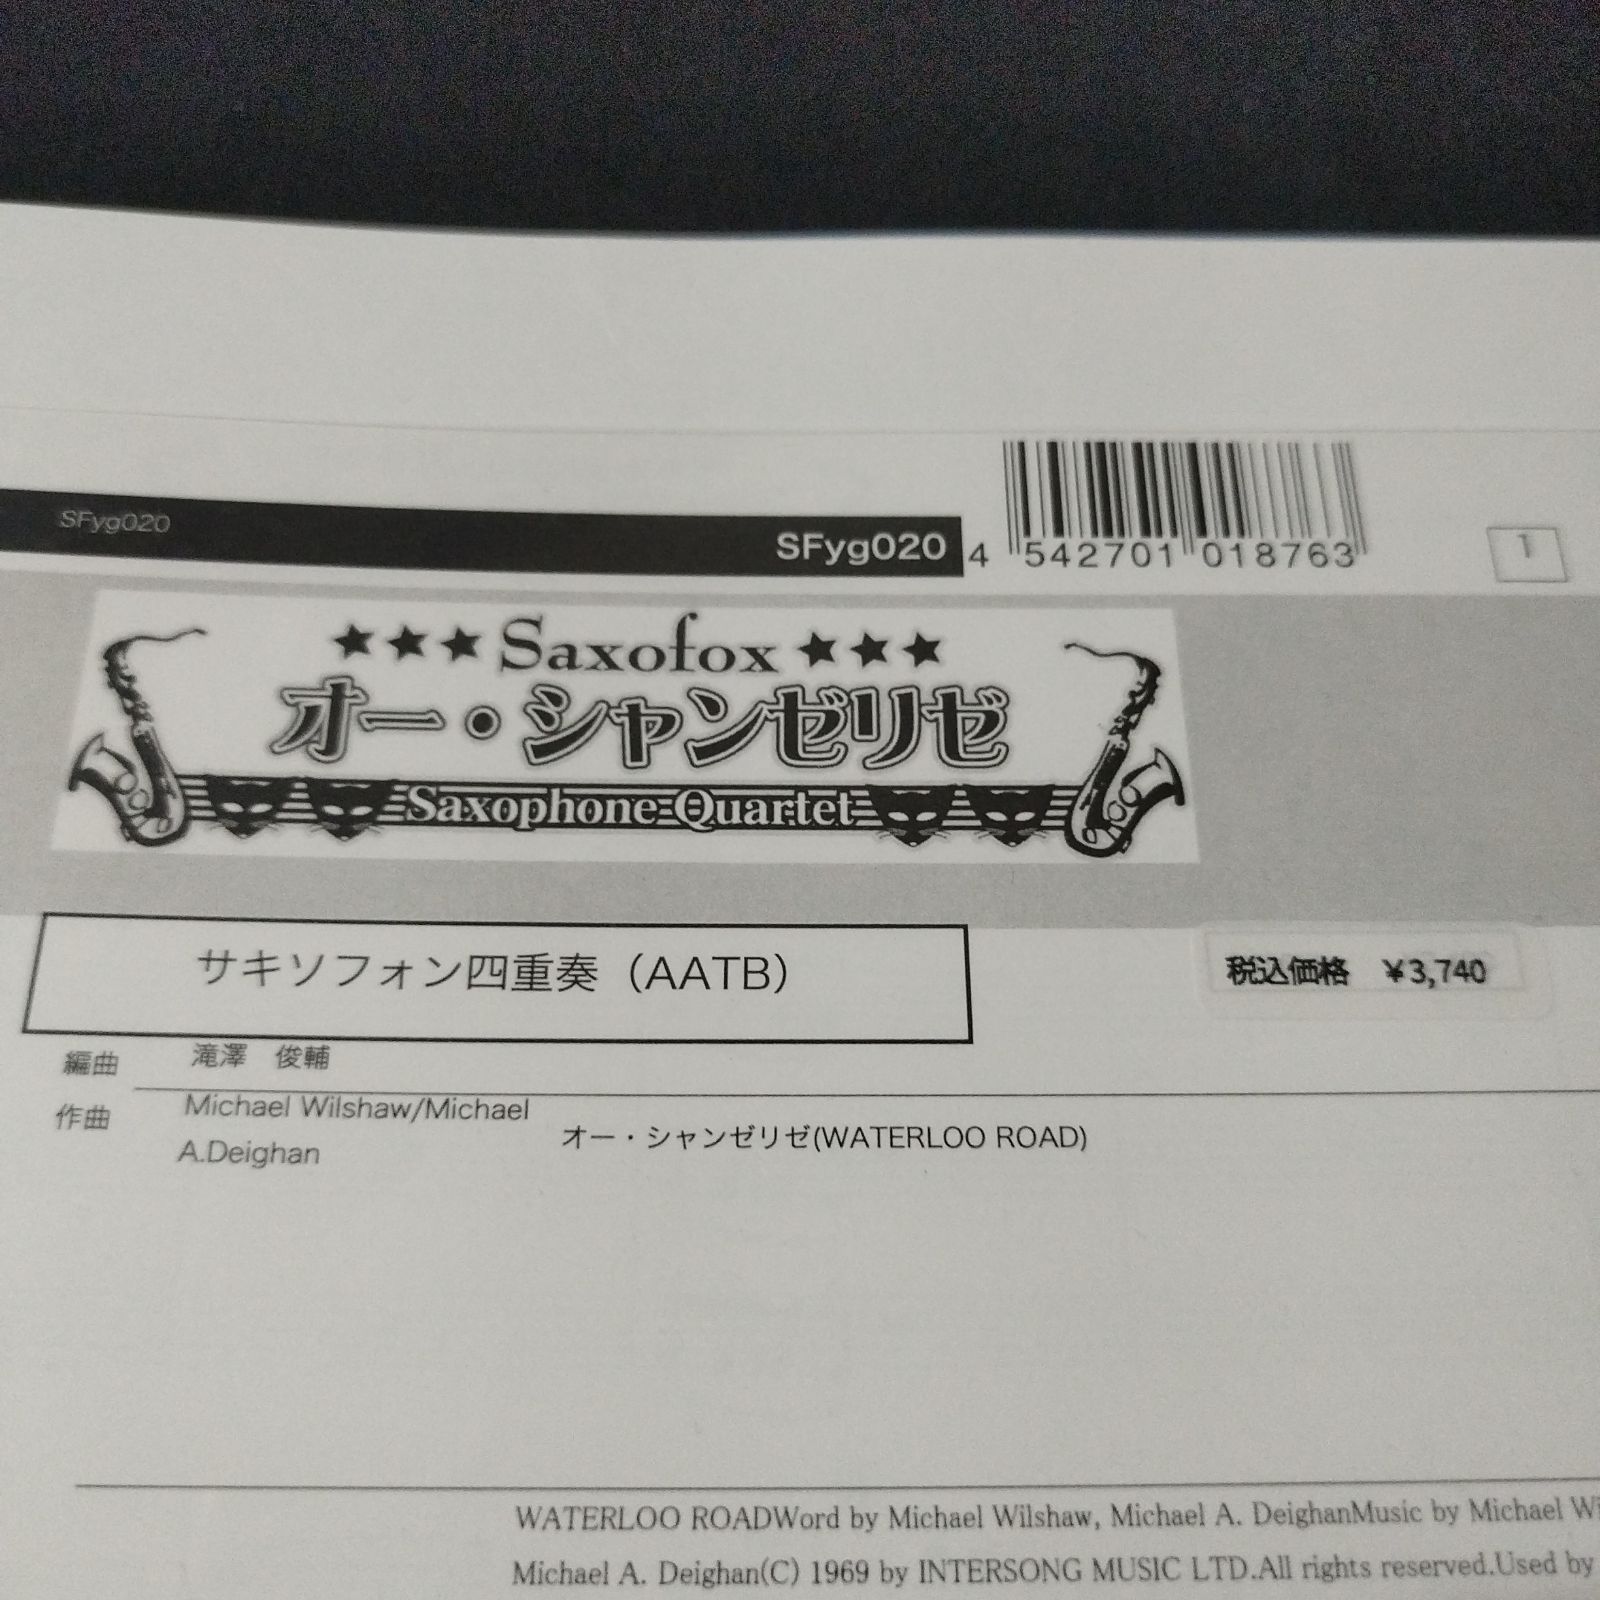 SFyg020
SFyg020
4 542701 018763
1
★★★Saxofox★★★
オー・シャンゼリゼ
Saxophone Quartet
サキソフォン四重奏（AATB）
税込価格　¥3,740
編曲 滝澤　俊輔
作曲 Michael Wilshaw/Michael
A.Deighan
オー・シャンゼリゼ(WATERLOO ROAD)
WATERLOO ROADWord by Michael Wilshaw, Michael A. DeighanMusic by Michael Wi
Michael A. Deighan(C) 1969 by INTERSONG MUSIC LTD.All rights reserved.Used by